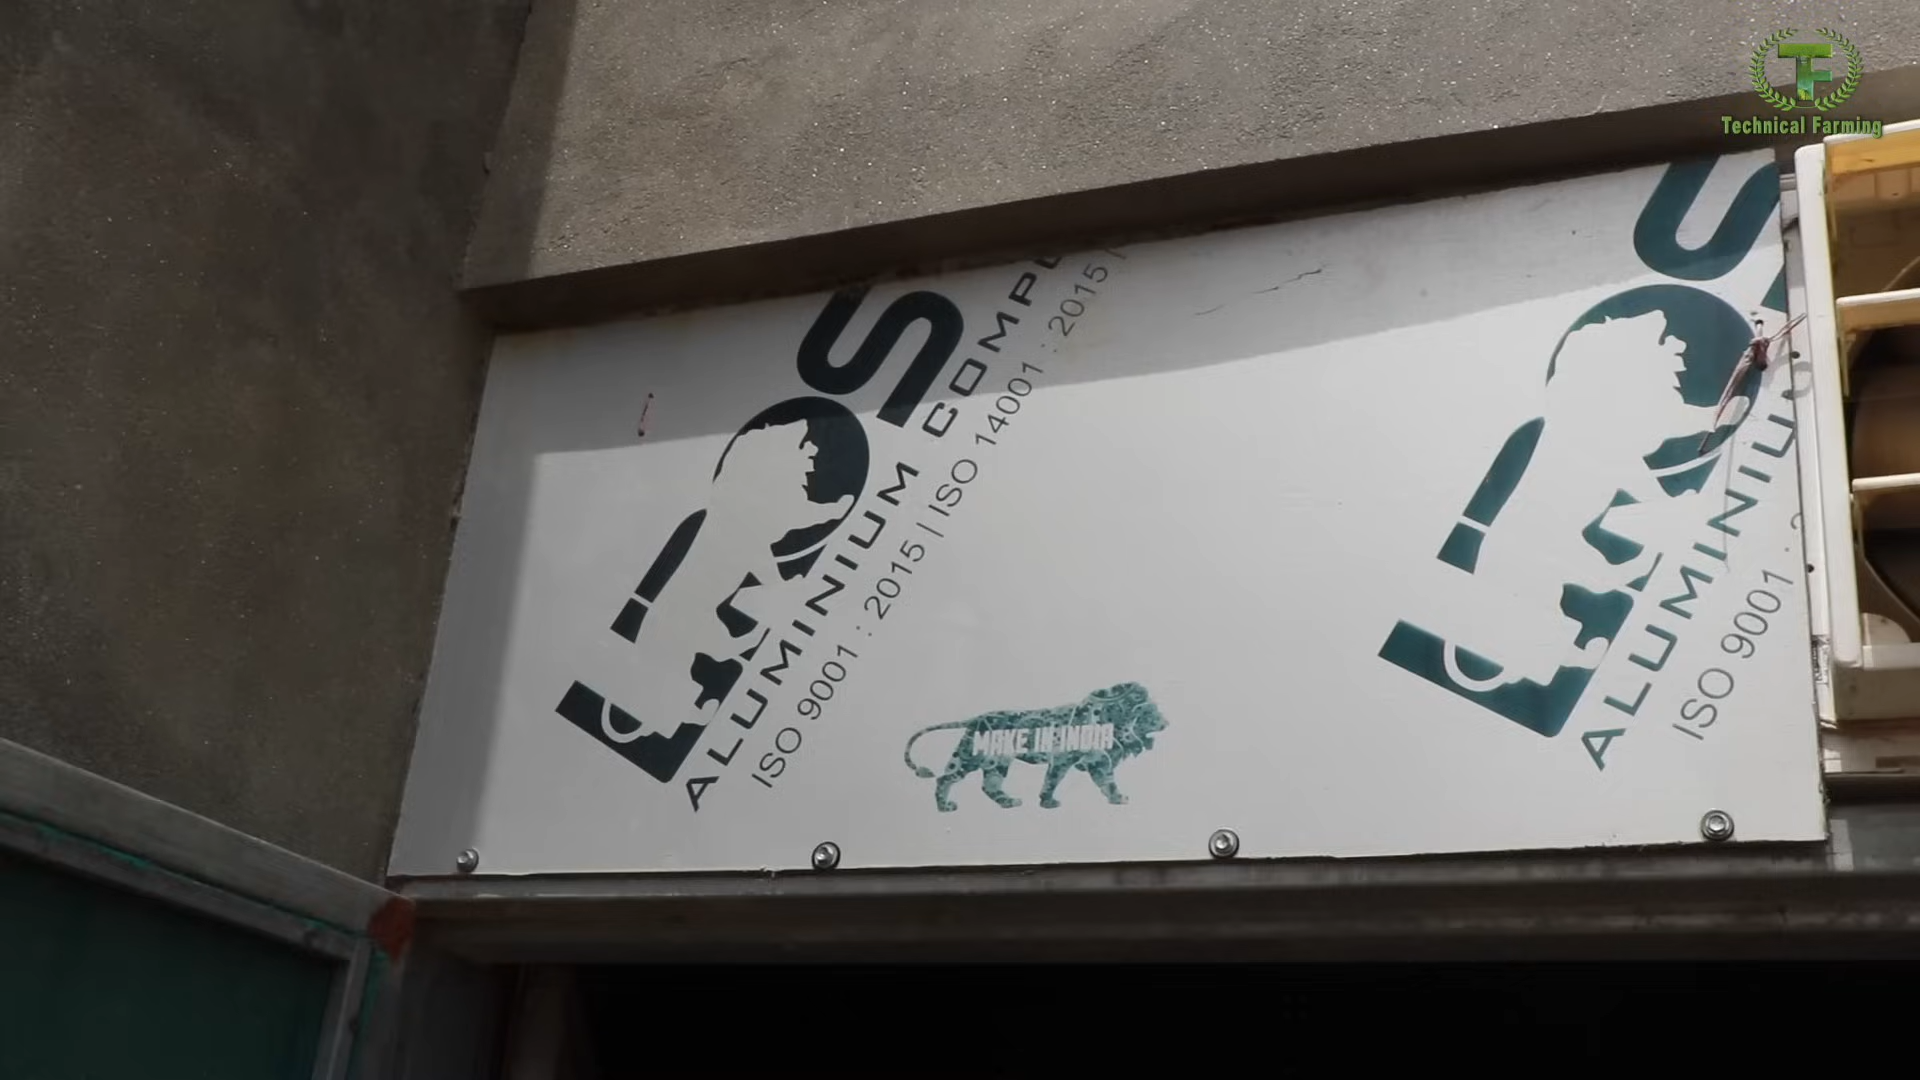 Technical Farming
ALUMINIUM COMP
ISO 9001 : 2015 | ISO 14001 : 2015 |
MAKE IN INDIA
ALUMINIU
ISO 9001 :